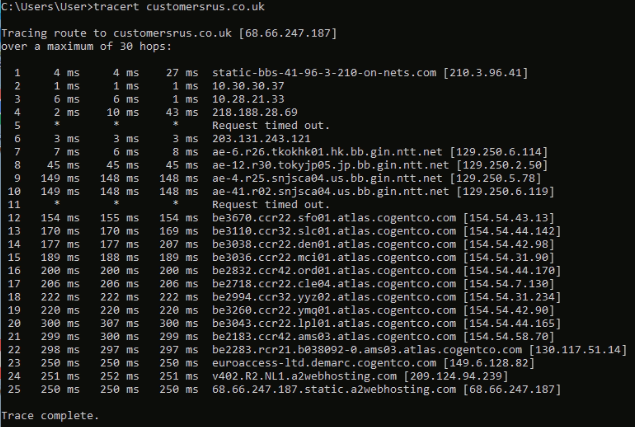 C:\Users\User>tracert customersrus.co.uk
Tracing route to customersrus.co.uk [68.66.247.187]
over a maximum of 30 hops:
1 4 ms 4 ms 27 ms static-bbs-41-96-3-210-on-nets.com [210.3.96.41]
2 1 ms 1 ms 1 ms 10.30.30.37
3 6 ms 6 ms 1 ms 10.28.21.33
4 2 ms 10 ms 43 ms 218.188.28.69
5 * * * Request timed out.
6 3 ms 3 ms 3 ms 203.131.243.121
7 7 ms 6 ms 8 ms ae-6.r26.tkokhk01.hk.bb.gin.ntt.net [129.250.6.114]
8 45 ms 45 ms 45 ms ae-12.r30.tokyjp05.jp.bb.gin.ntt.net [129.250.2.50]
9 149 ms 148 ms 148 ms ae-4.r25.snjsca04.us.bb.gin.ntt.net [129.250.5.78]
10 149 ms 148 ms 148 ms ae-41.r02.snjsca04.us.bb.gin.ntt.net [129.250.6.119]
11 * * * Request timed out.
12 154 ms 155 ms 154 ms be3670.ccr22.sfo01.atlas.cogentco.com [154.54.43.13]
13 170 ms 170 ms 169 ms be3110.ccr32.slc01.atlas.cogentco.com [154.54.44.142]
14 177 ms 177 ms 207 ms be3038.ccr22.den01.atlas.cogentco.com [154.54.42.98]
15 189 ms 188 ms 189 ms be3036.ccr22.mci01.atlas.cogentco.com [154.54.31.90]
16 200 ms 200 ms 200 ms be2832.ccr42.ord01.atlas.cogentco.com [154.54.44.170]
17 206 ms 206 ms 206 ms be2718.ccr22.cle04.atlas.cogentco.com [154.54.7.130]
18 222 ms 222 ms 222 ms be2994.ccr32.yyz02.atlas.cogentco.com [154.54.31.234]
19 220 ms 220 ms 220 ms be3260.ccr22.ymq01.atlas.cogentco.com [154.54.42.90]
20 300 ms 307 ms 300 ms be3043.ccr22.lpl01.atlas.cogentco.com [154.54.44.165]
21 299 ms 300 ms 299 ms be2183.ccr42.ams03.atlas.cogentco.com [154.54.58.70]
22 298 ms 297 ms 297 ms be2283.rcr21.b038092-0.ams03.atlas.cogentco.com [130.117.51.14]
23 250 ms 250 ms 250 ms euroaccess-ltd.demarc.cogentco.com [149.6.128.82]
24 251 ms 252 ms 251 ms v402.R2.NL1.a2webhosting.com [209.124.94.239]
25 250 ms 250 ms 250 ms 68.66.247.187.static.a2webhosting.com [68.66.247.187]
Trace complete.